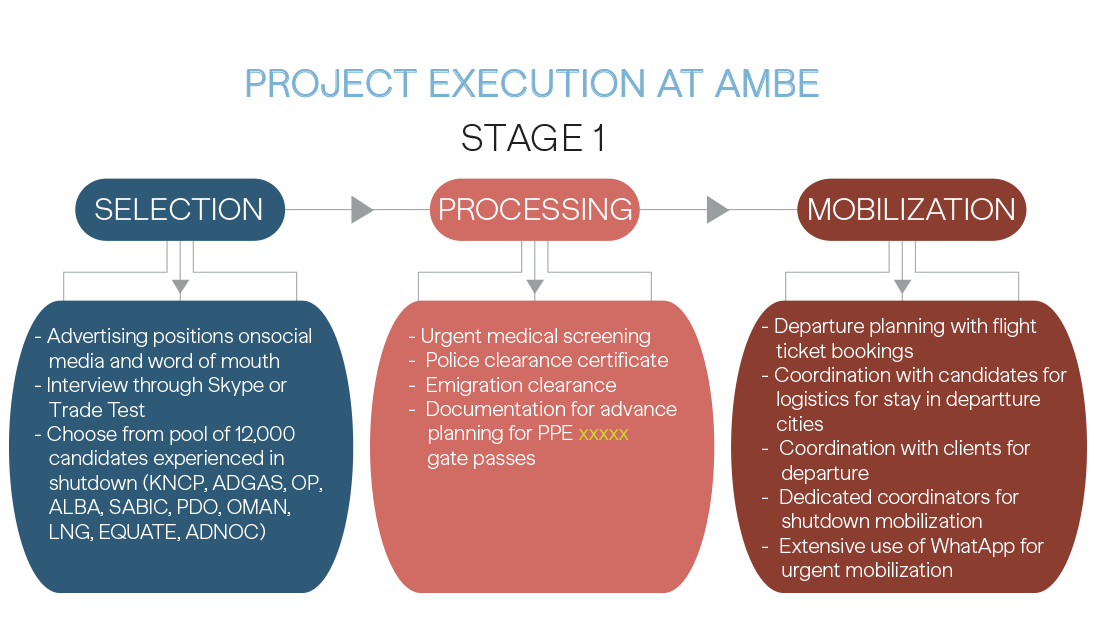 PROJECT EXECUTION AT AMBE
STAGE 1
SELECTION
PROCESSING
MOBILIZATION
- Advertising positions onsocial
media and word of mouth
- Interview through Skype or
Trade Test
- Choose from pool of 12,000
candidates experienced in
shutdown (KNCP, ADGAS, OP,
ALBA, SABIC, PDO, OMAN,
LNG, EQUATE, ADNOC)
- Urgent medical screening
- Police clearance certificate
- Emigration clearance
- Documentation for advance
planning for PPE xxxxx
gate passes
- Departure planning with flight
ticket bookings
- Coordination with candidates for
logistics for stay in departture
cities
- Coordination with clients for
departure
- Dedicated coordinators for
shutdown mobilization
- Extensive use of WhatApp for
urgent mobilization